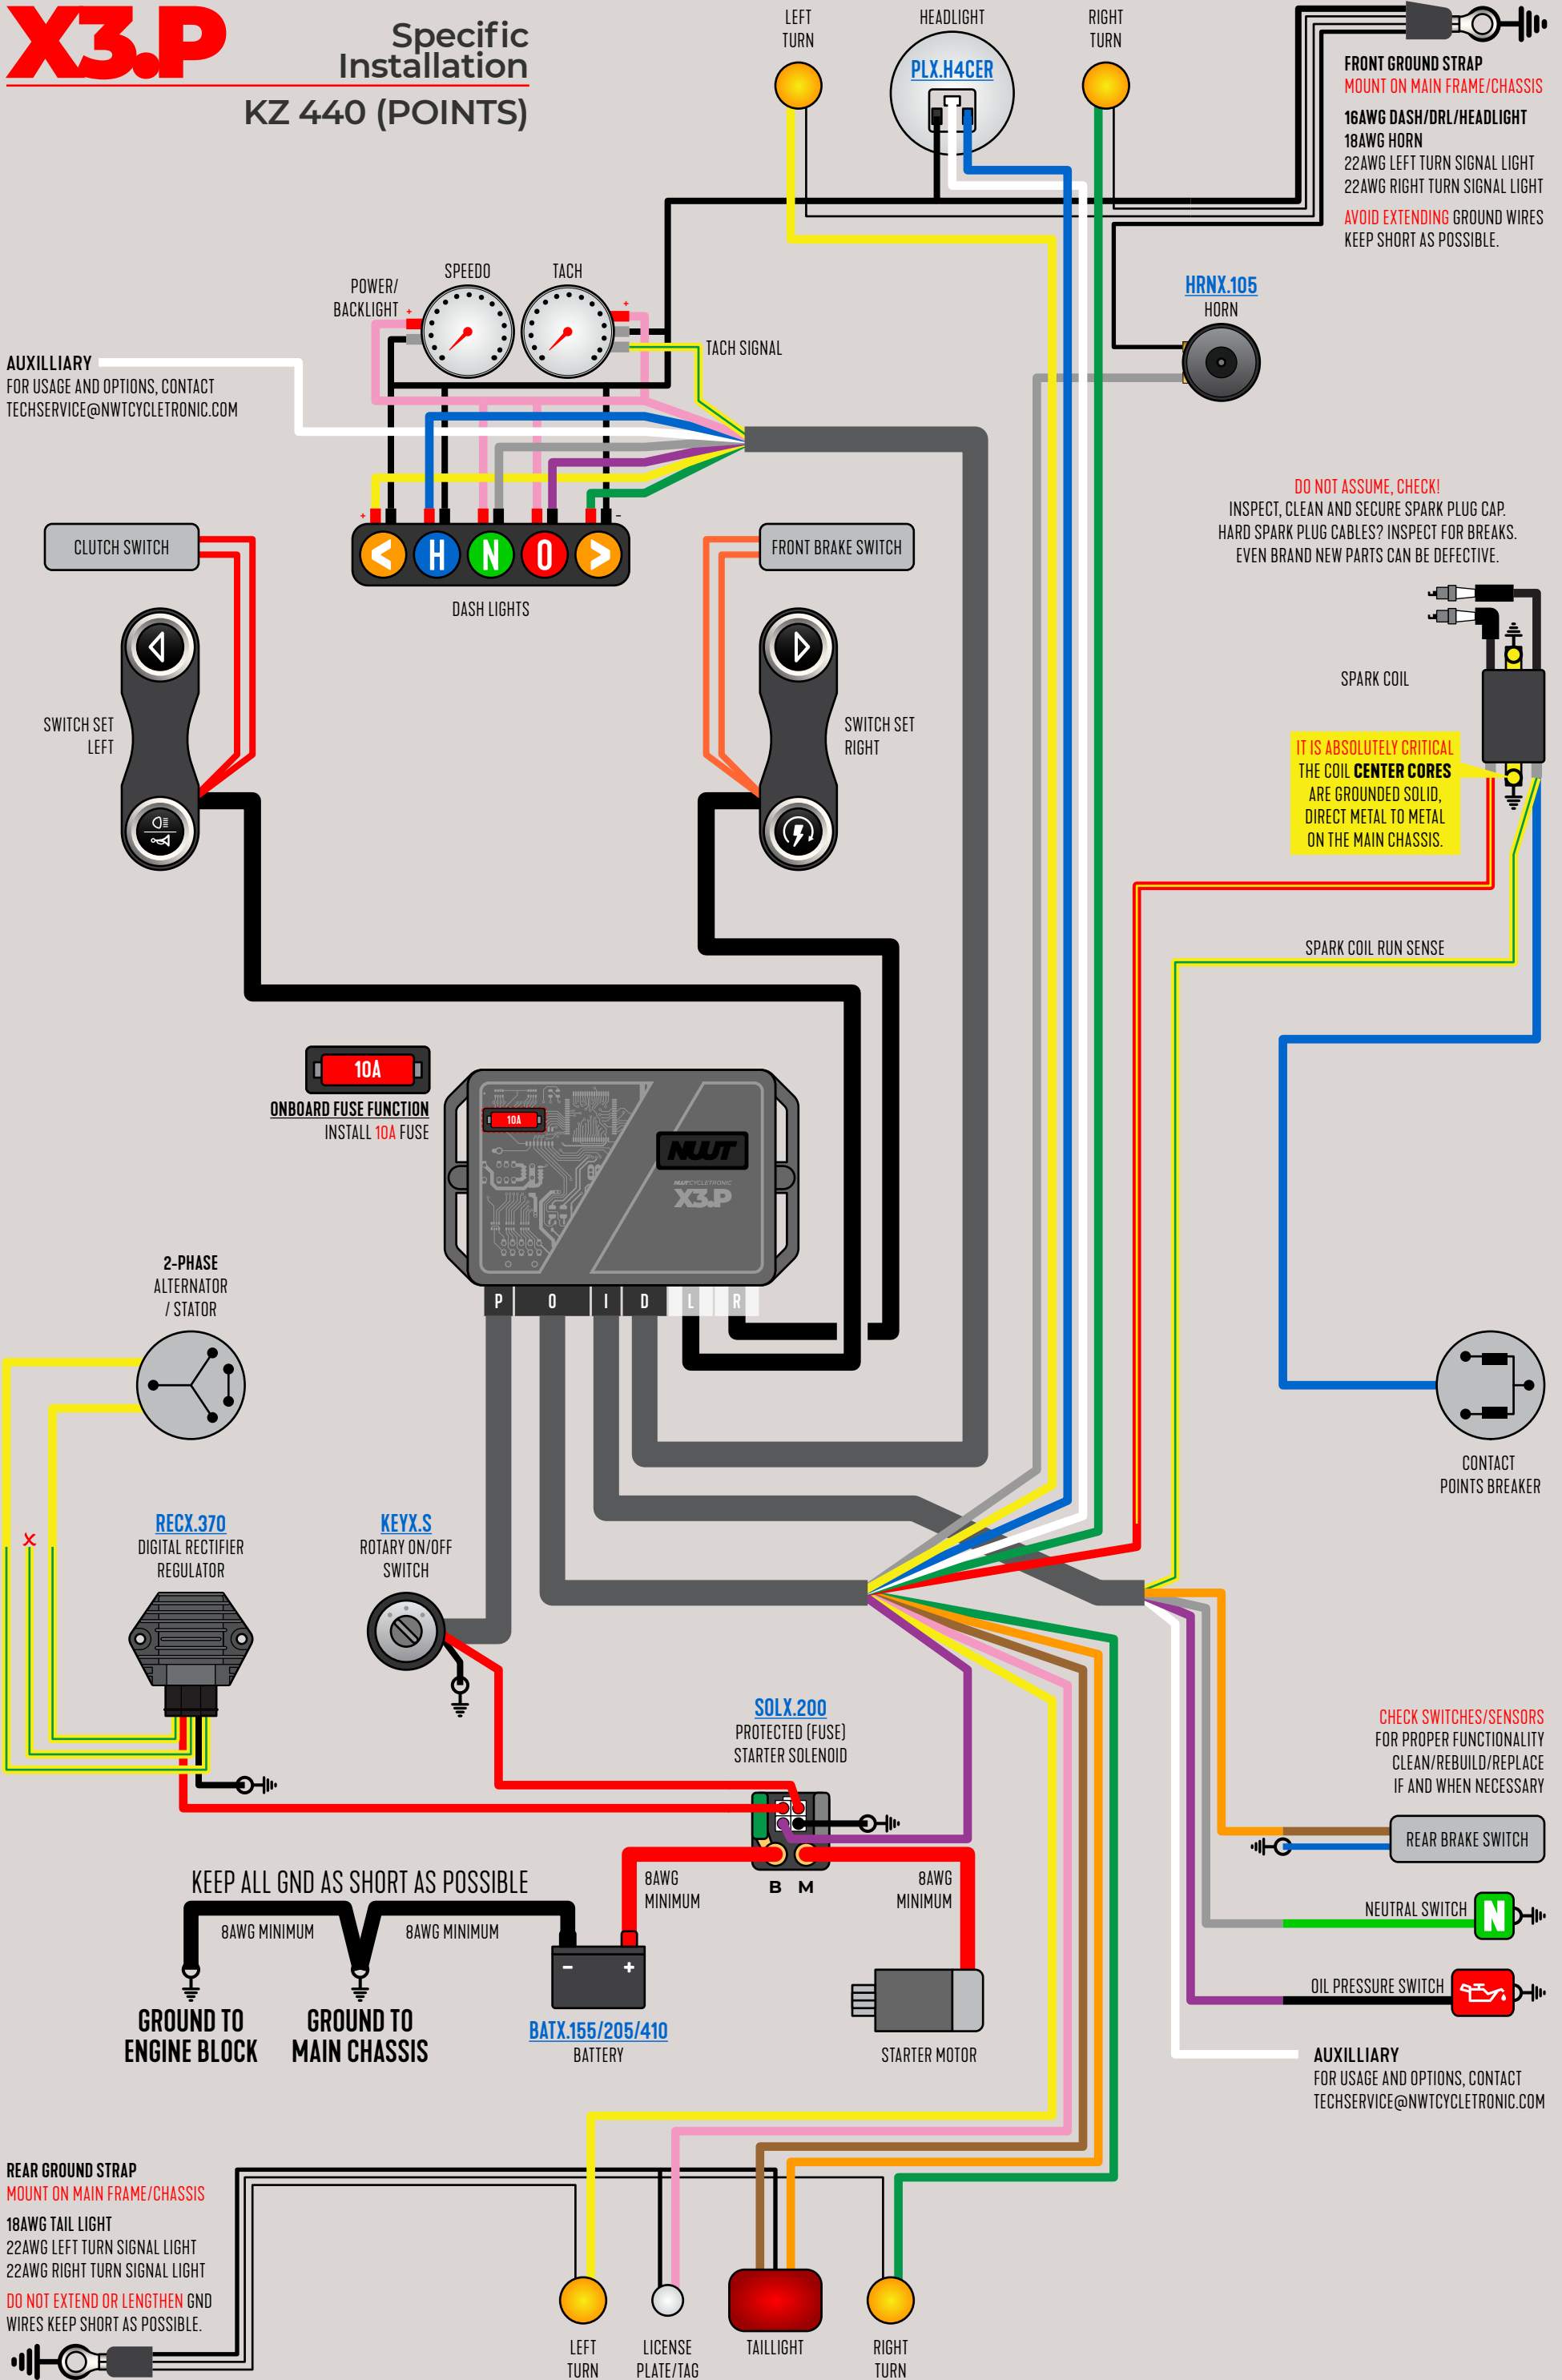 X3.P
Specific
Installation
KZ 440 (POINTS)
LEFT
TURN
HEADLIGHT
PLX.H4CER
RIGHT
TURN
FRONT GROUND STRAP
MOUNT ON MAIN FRAME/CHASSIS
16AWG DASH/DRL/HEADLIGHT
18AWG HORN
22AWG LEFT TURN SIGNAL LIGHT
22AWG RIGHT TURN SIGNAL LIGHT
AVOID EXTENDING GROUND WIRES
KEEP SHORT AS POSSIBLE.
HRNX.105
HORN
POWER/
BACKLIGHT
SPEEDO
TACH
+
+
TACH SIGNAL
AUXILLIARY
FOR USAGE AND OPTIONS, CONTACT
TECHSERVICE@NWTCYCLETRONIC.COM
+
-
< H N O >
DASH LIGHTS
CLUTCH SWITCH
FRONT BRAKE SWITCH
SWITCH SET
LEFT
SWITCH SET
RIGHT
DO NOT ASSUME, CHECK!
INSPECT, CLEAN AND SECURE SPARK PLUG CAP.
HARD SPARK PLUG CABLES? INSPECT FOR BREAKS.
EVEN BRAND NEW PARTS CAN BE DEFECTIVE.
SPARK COIL
IT IS ABSOLUTELY CRITICAL
THE COIL CENTER CORES
ARE GROUNDED SOLID,
DIRECT METAL TO METAL
ON THE MAIN CHASSIS.
SPARK COIL RUN SENSE
10A
ONBOARD FUSE FUNCTION
INSTALL 10A FUSE
10A
NWT
NWT CYCLETRONIC
X3.P
P O I D L R
2-PHASE
ALTERNATOR
/ STATOR
CONTACT
POINTS BREAKER
X
RECX.370
DIGITAL RECTIFIER
REGULATOR
KEYX.S
ROTARY ON/OFF
SWITCH
SOLX.200
PROTECTED (FUSE)
STARTER SOLENOID
B M
CHECK SWITCHES/SENSORS
FOR PROPER FUNCTIONALITY
CLEAN/REBUILD/REPLACE
IF AND WHEN NECESSARY
REAR BRAKE SWITCH
NEUTRAL SWITCH
N
OIL PRESSURE SWITCH
AUXILLIARY
FOR USAGE AND OPTIONS, CONTACT
TECHSERVICE@NWTCYCLETRONIC.COM
KEEP ALL GND AS SHORT AS POSSIBLE
8AWG MINIMUM
8AWG MINIMUM
8AWG
MINIMUM
8AWG
MINIMUM
GROUND TO
ENGINE BLOCK
GROUND TO
MAIN CHASSIS
- +
BATX.155/205/410
BATTERY
STARTER MOTOR
REAR GROUND STRAP
MOUNT ON MAIN FRAME/CHASSIS
18AWG TAIL LIGHT
22AWG LEFT TURN SIGNAL LIGHT
22AWG RIGHT TURN SIGNAL LIGHT
DO NOT EXTEND OR LENGTHEN GND
WIRES KEEP SHORT AS POSSIBLE.
LEFT
TURN
LICENSE
PLATE/TAG
TAILLIGHT
RIGHT
TURN